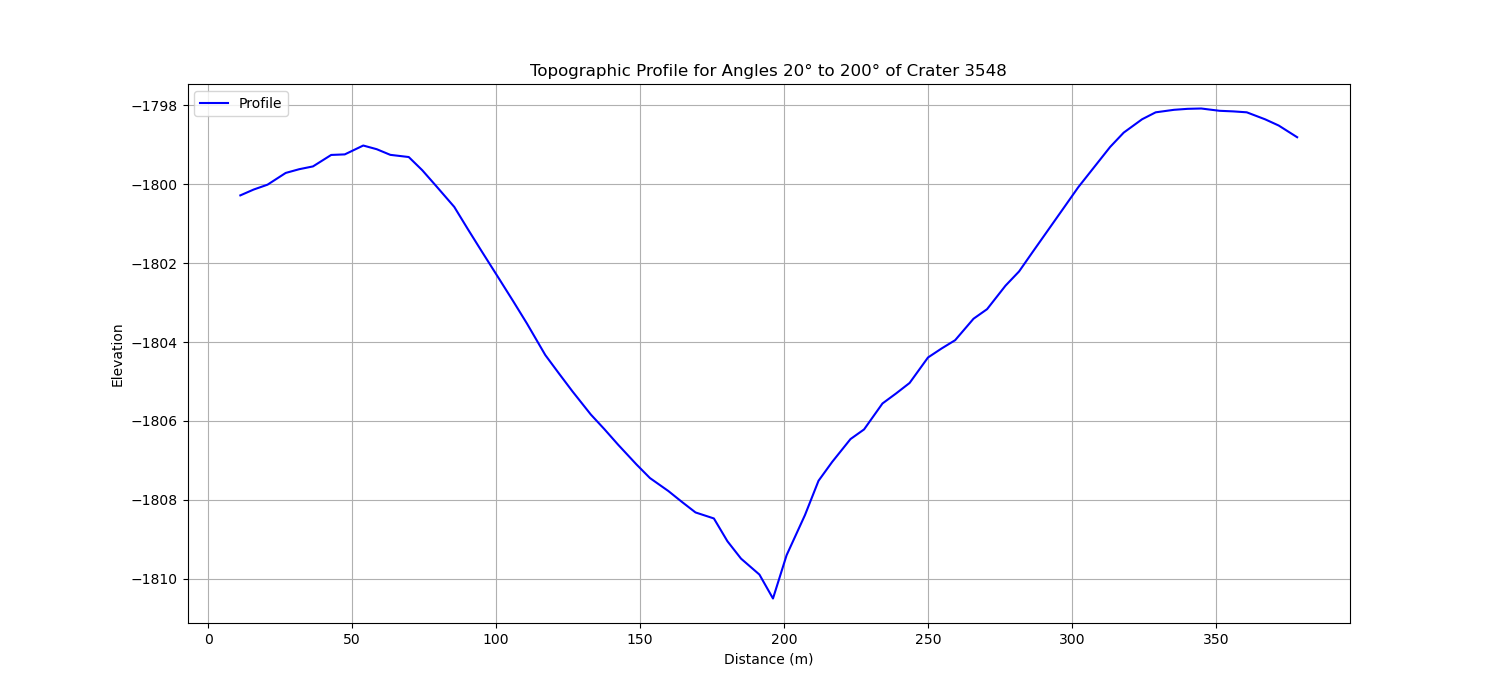 Topographic Profile for Angles 20° to 200° of Crater 3548
Profile
−1798
−1800
−1802
−1804
−1806
−1808
−1810
Elevation
0 50 100 150 200 250 300 350
Distance (m)